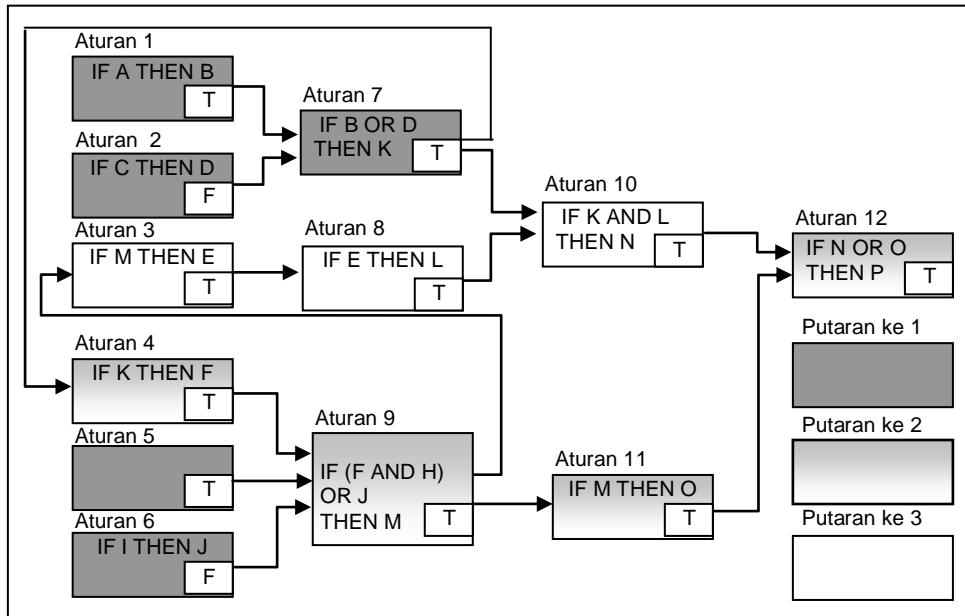 Aturan 1
IF A THEN B
T
Aturan 2
IF C THEN D
F
Aturan 3
IF M THEN E
T
Aturan 4
IF K THEN F
T
Aturan 5
T
Aturan 6
IF I THEN J
F
Aturan 7
IF B OR D
THEN K
T
Aturan 8
IF E THEN L
T
Aturan 9
IF (F AND H)
OR J
THEN M
T
Aturan 10
IF K AND L
THEN N
T
Aturan 11
IF M THEN O
T
Aturan 12
IF N OR O
THEN P
T
Putaran ke 1
Putaran ke 2
Putaran ke 3